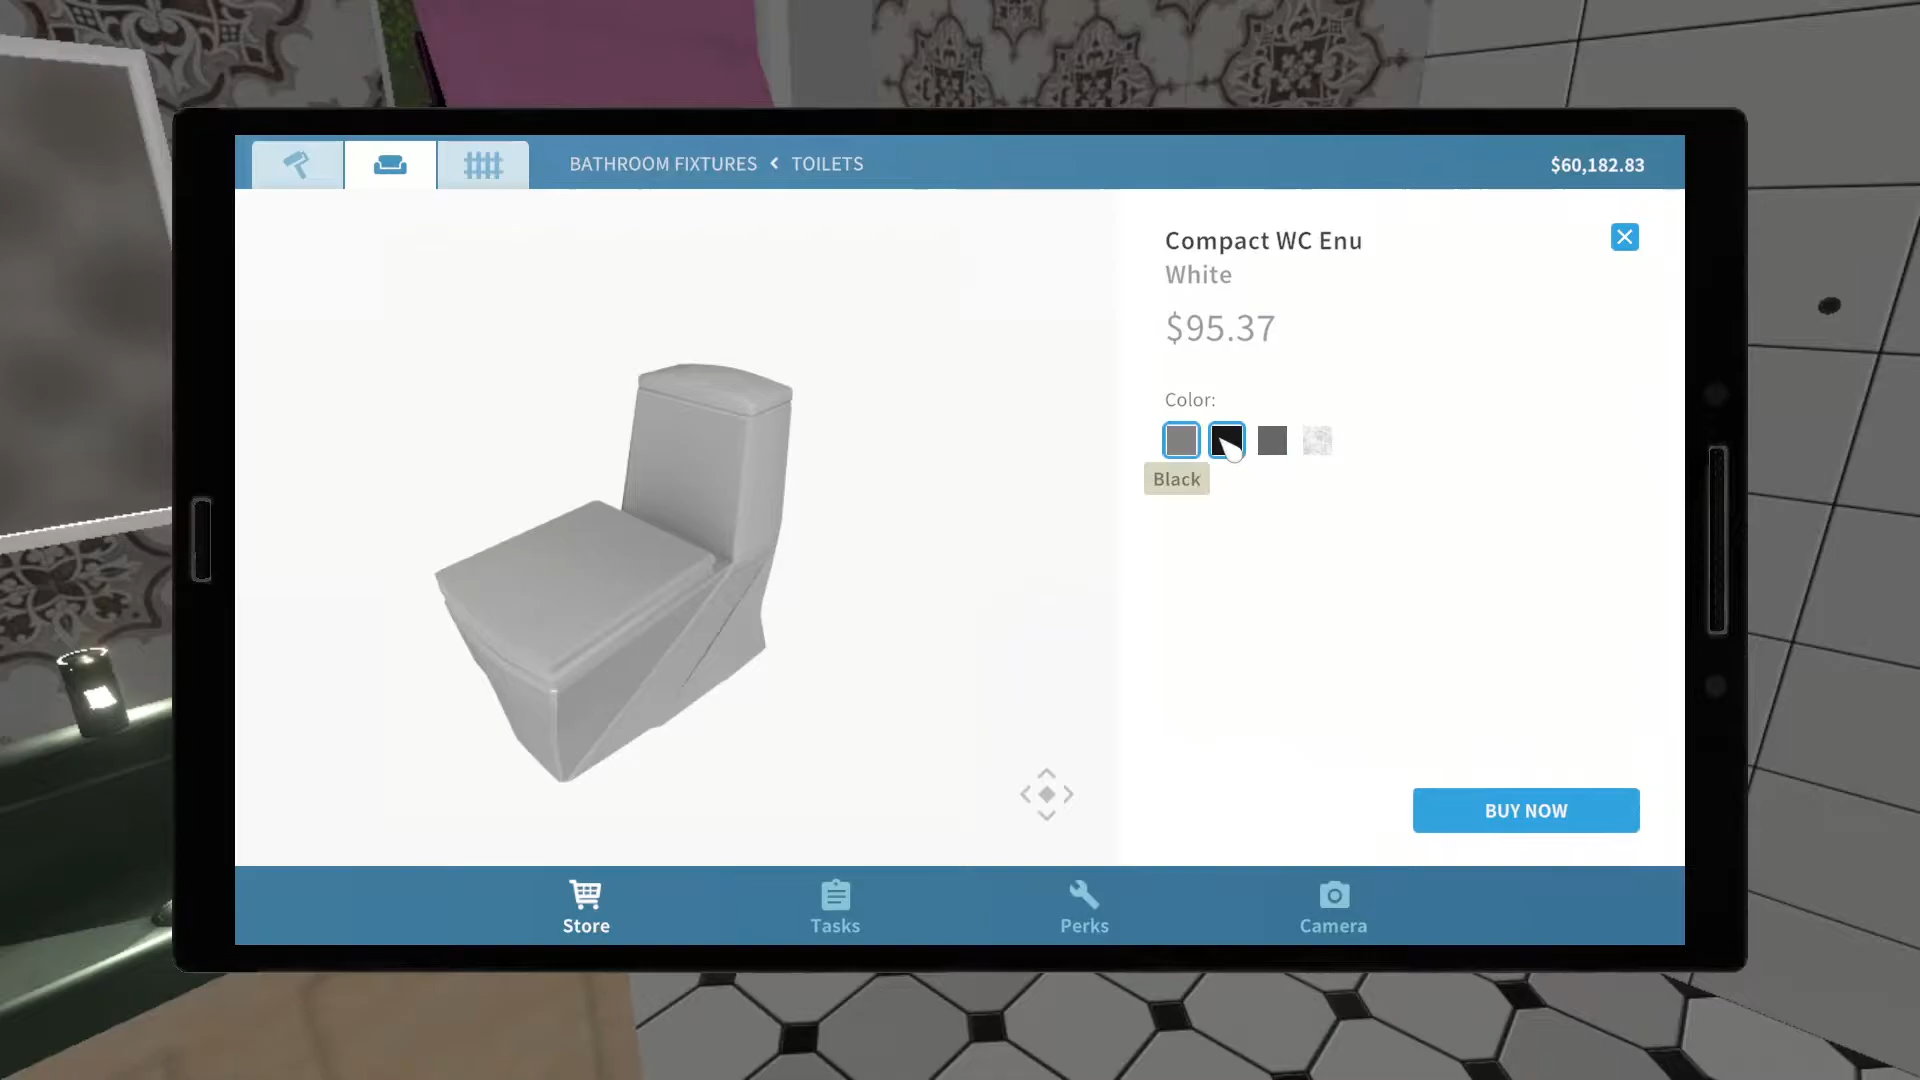 BATHROOM FIXTURES < TOILETS
$60,182.83
Compact WC Enu
White
$95.37
Color:
Black
BUY NOW
Store
Tasks
Perks
Camera